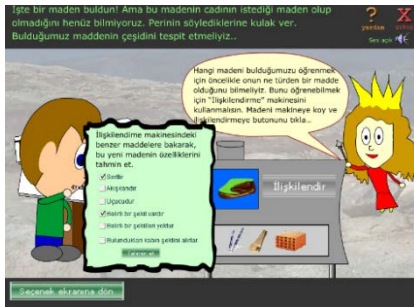 İşte bir maden buldun! Ama bu madenin cadının istediği maden olup
olmadığını henüz bilmiyoruz. Perinin söylediklerine kulak ver.
Bulduğumuz maddenin çeşidini tespit etmeliyiz..
yardım
Ses açık
Hangi madeni bulduğumuzu öğrenmek
için öncelikle onun ne türden bir madde
olduğunu bilmeliyiz. Bunu öğrenebilmek
için "İlişkilendirme" makinesini
kullanmalısın. Madeni makineye koy ve
ilişkilendirmeye butonunu tıkla...
İlişkilendirme makinesindeki
benzer maddelere bakarak,
bu yeni madenin özelliklerini
tahmin et.
Serttir
Akışkandır
Uçucudur
Belirli bir şekli vardır
Belirli bir şekilleri yoktur
Bulundukları kabın şeklini alırlar
İlişkilendir
Seçenek ekranına dön